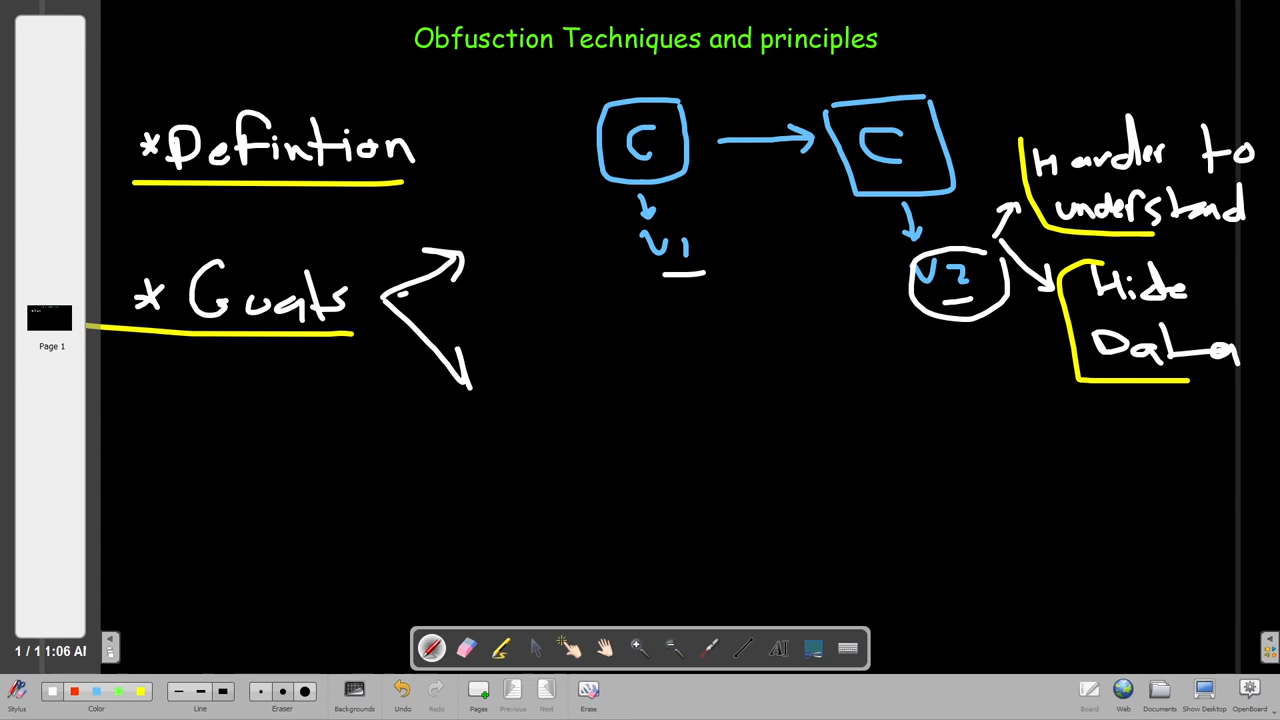 Obfusction Techniques and principles
*Defintion
C
C
Harder to
understand
V1
V2
* Goals
Hide
Data
Page 1
1 / 1
1:06 AM
Stylus
Color
Line
Eraser
Backgrounds
Undo
Redo
Pages
Previous
Next
Erase
Board
Web
Documents
Show Desktop
OpenBoard